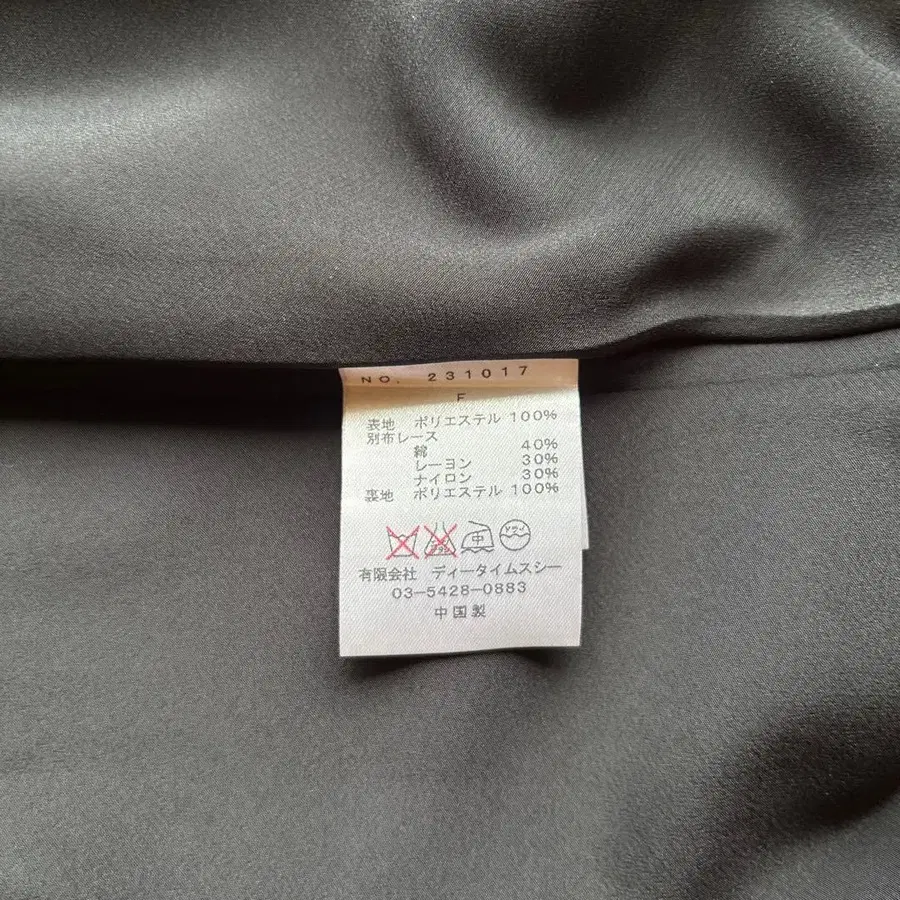 NO. 231017
F
表地 ポリエステル 100%
別布レース
綿 40%
レーヨン 30%
ナイロン 30%
裏地 ポリエステル 100%
中
有限会社 ディータイムスシー
03-5428-0883
中国製